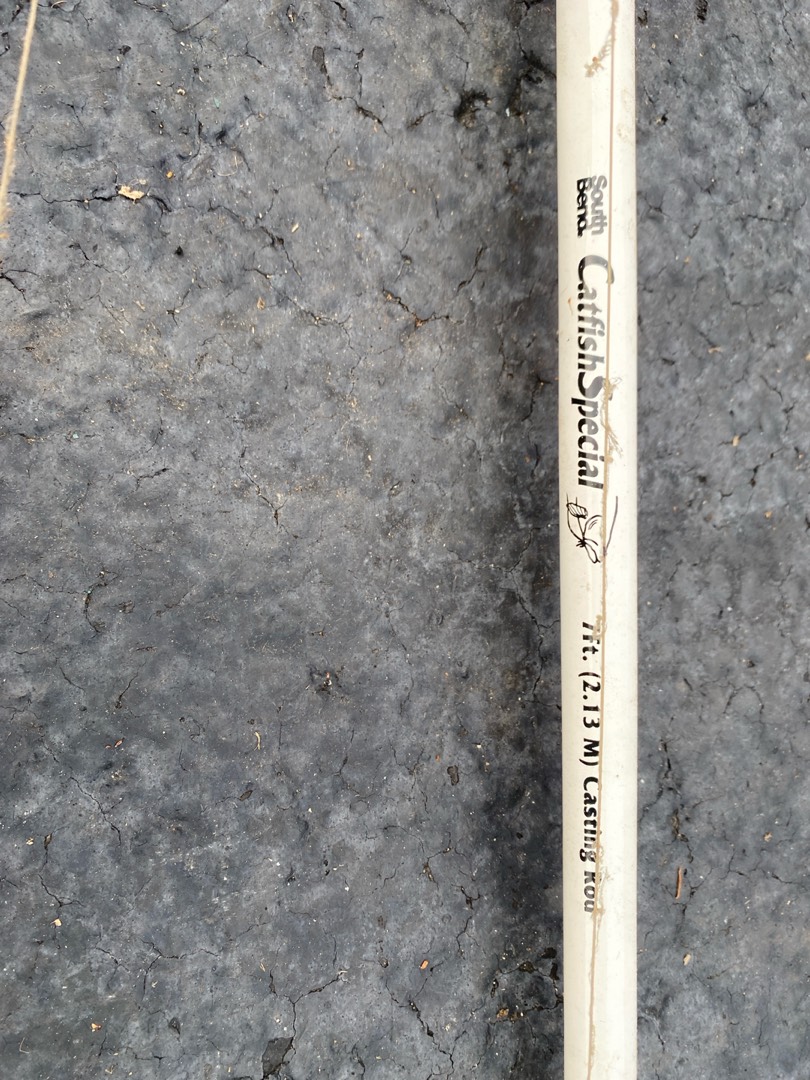 South
Bend.
CatfishSpecial
7ft. (2.13 M) Casting Rod